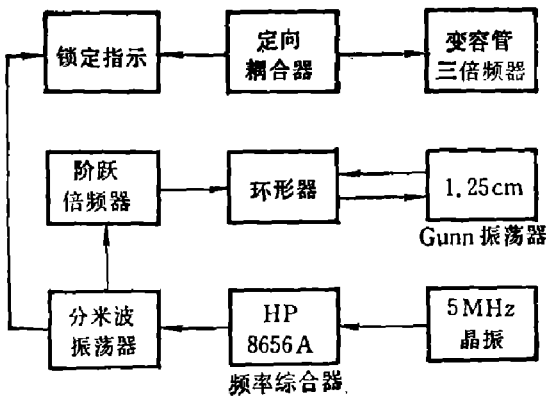 锁定指示
定向
耦合器
变容管
三倍频器
阶跃
倍频器
环形器
1.25cm
Gunn 振荡器
分米波
振荡器
HP
8656A
频率综合器
5MHz
晶振